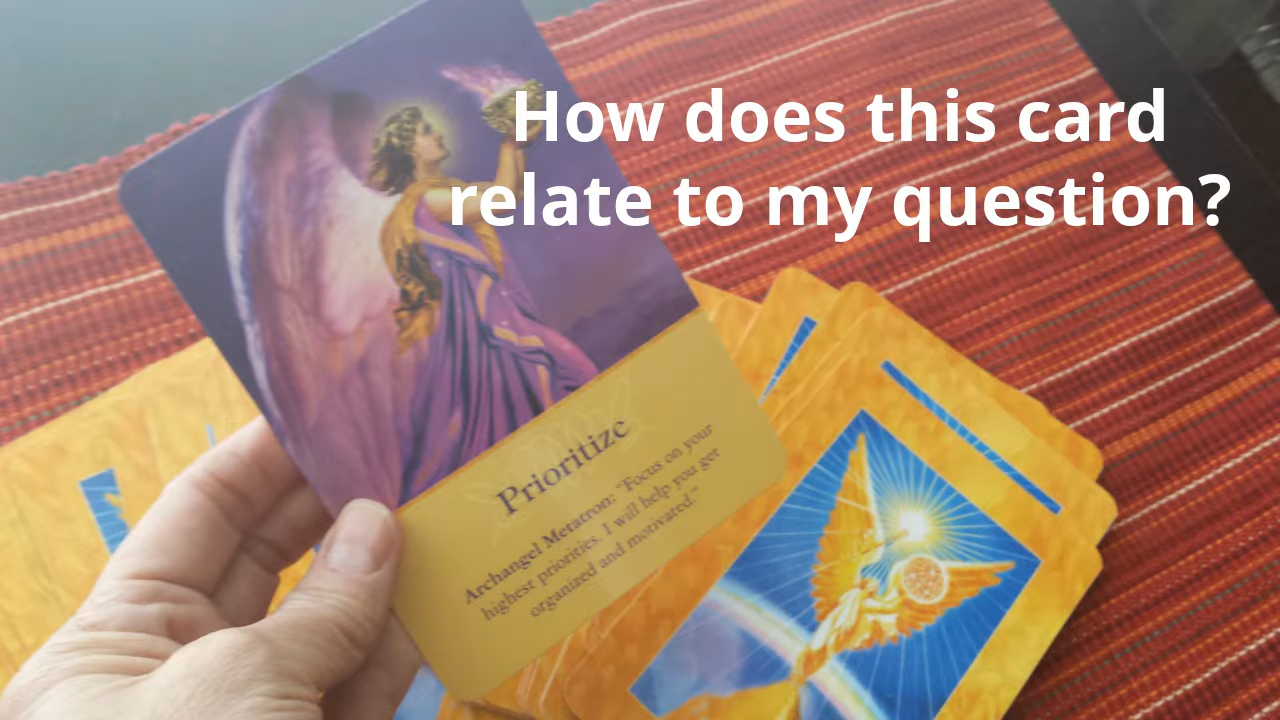 How does this card
relate to my question?
Prioritize
Archangel Metatron: "Focus on your
highest priorities. I will help you get
organized and motivated."